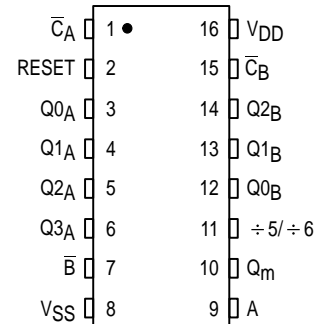 C̅A 1 16 VDD
RESET 2 15 C̅B
Q0A 3 14 Q2B
Q1A 4 13 Q1B
Q2A 5 12 Q0B
Q3A 6 11 ÷5/÷6
B̅ 7 10 Qm
VSS 8 9 A